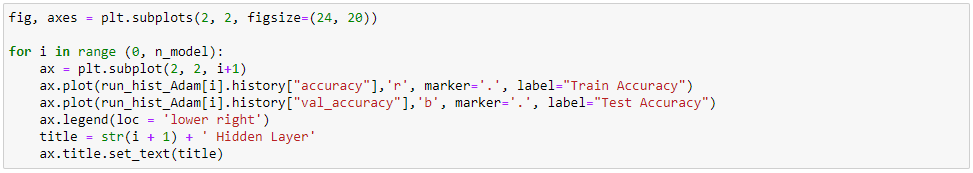 fig, axes = plt.subplots(2, 2, figsize=(24, 20))

for i in range (0, n_model):
    ax = plt.subplot(2, 2, i+1)
    ax.plot(run_hist_Adam[i].history["accuracy"],'r', marker='.', label="Train Accuracy")
    ax.plot(run_hist_Adam[i].history["val_accuracy"],'b', marker='.', label="Test Accuracy")
    ax.legend(loc = 'lower right')
    title = str(i + 1) + ' Hidden Layer'
    ax.title.set_text(title)